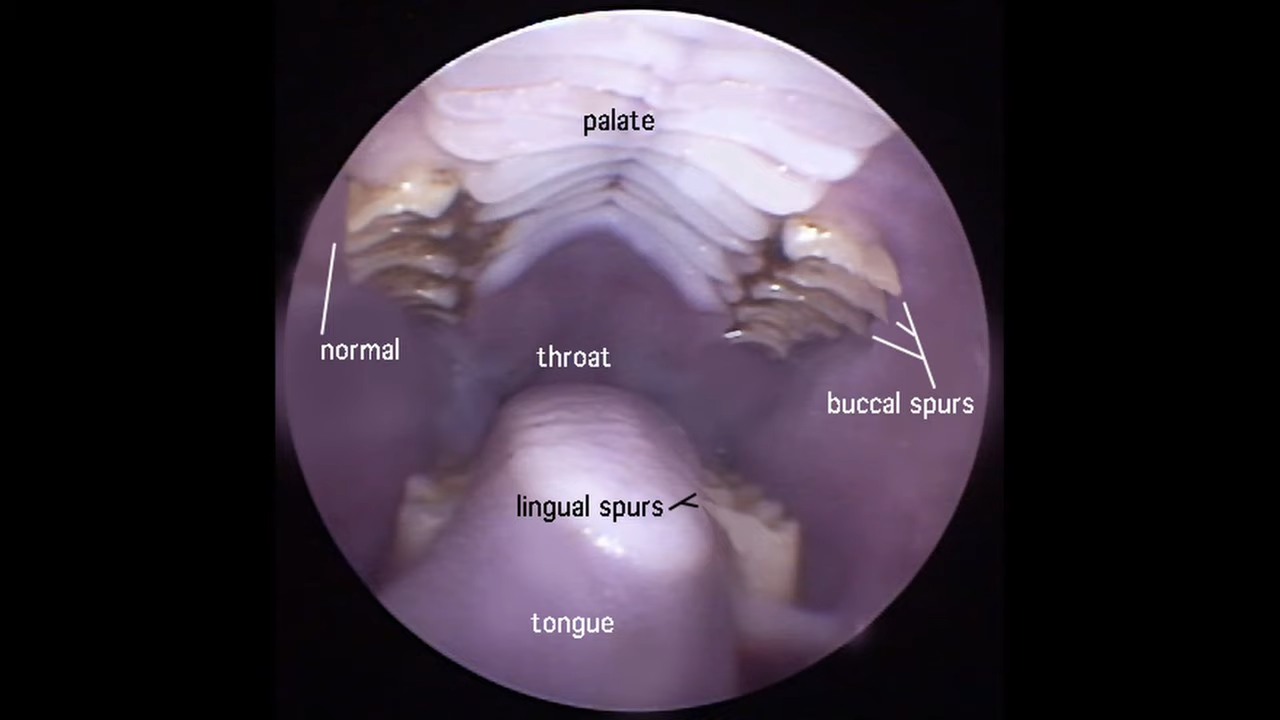 palate
normal
throat
buccal spurs
lingual spurs
tongue